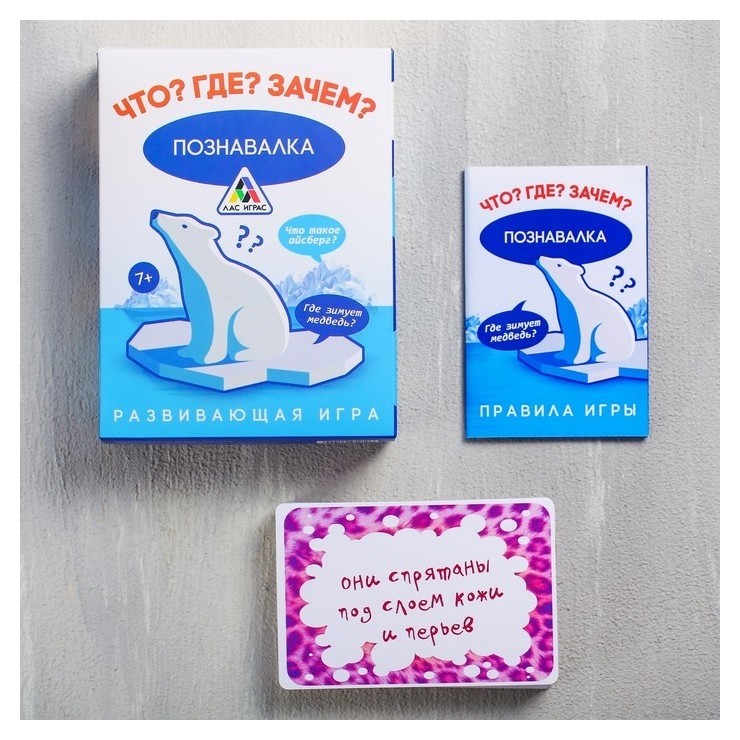 ЧТО? ГДЕ? ЗАЧЕМ?
ПОЗНАВАЛКА
ЛАС ИГРАС
??
Что такое
айсберг?
7+
Где зимует
медведь?
РАЗВИВАЮЩАЯ ИГРА
ЧТО? ГДЕ? ЗАЧЕМ?
ПОЗНАВАЛКА
??
Где зимует
медведь?
ПРАВИЛА ИГРЫ
они спрятаны
под слоем кожи
и перьев